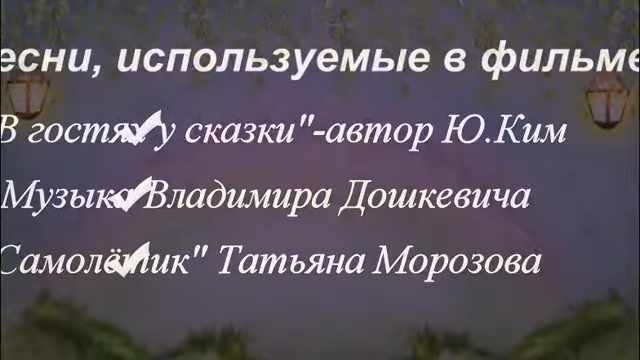 есни, используемые в фильме
В гостях у сказки"-автор Ю.Ким
Музыка Владимира Дошкевича
Самолётик" Татьяна Морозова